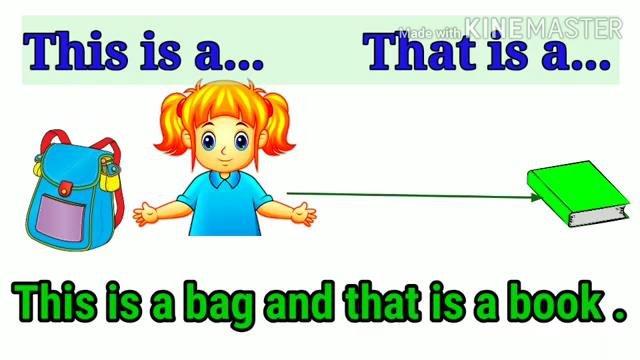 Made with KINEMASTER
This is a... That is a...
This is a bag and that is a book .